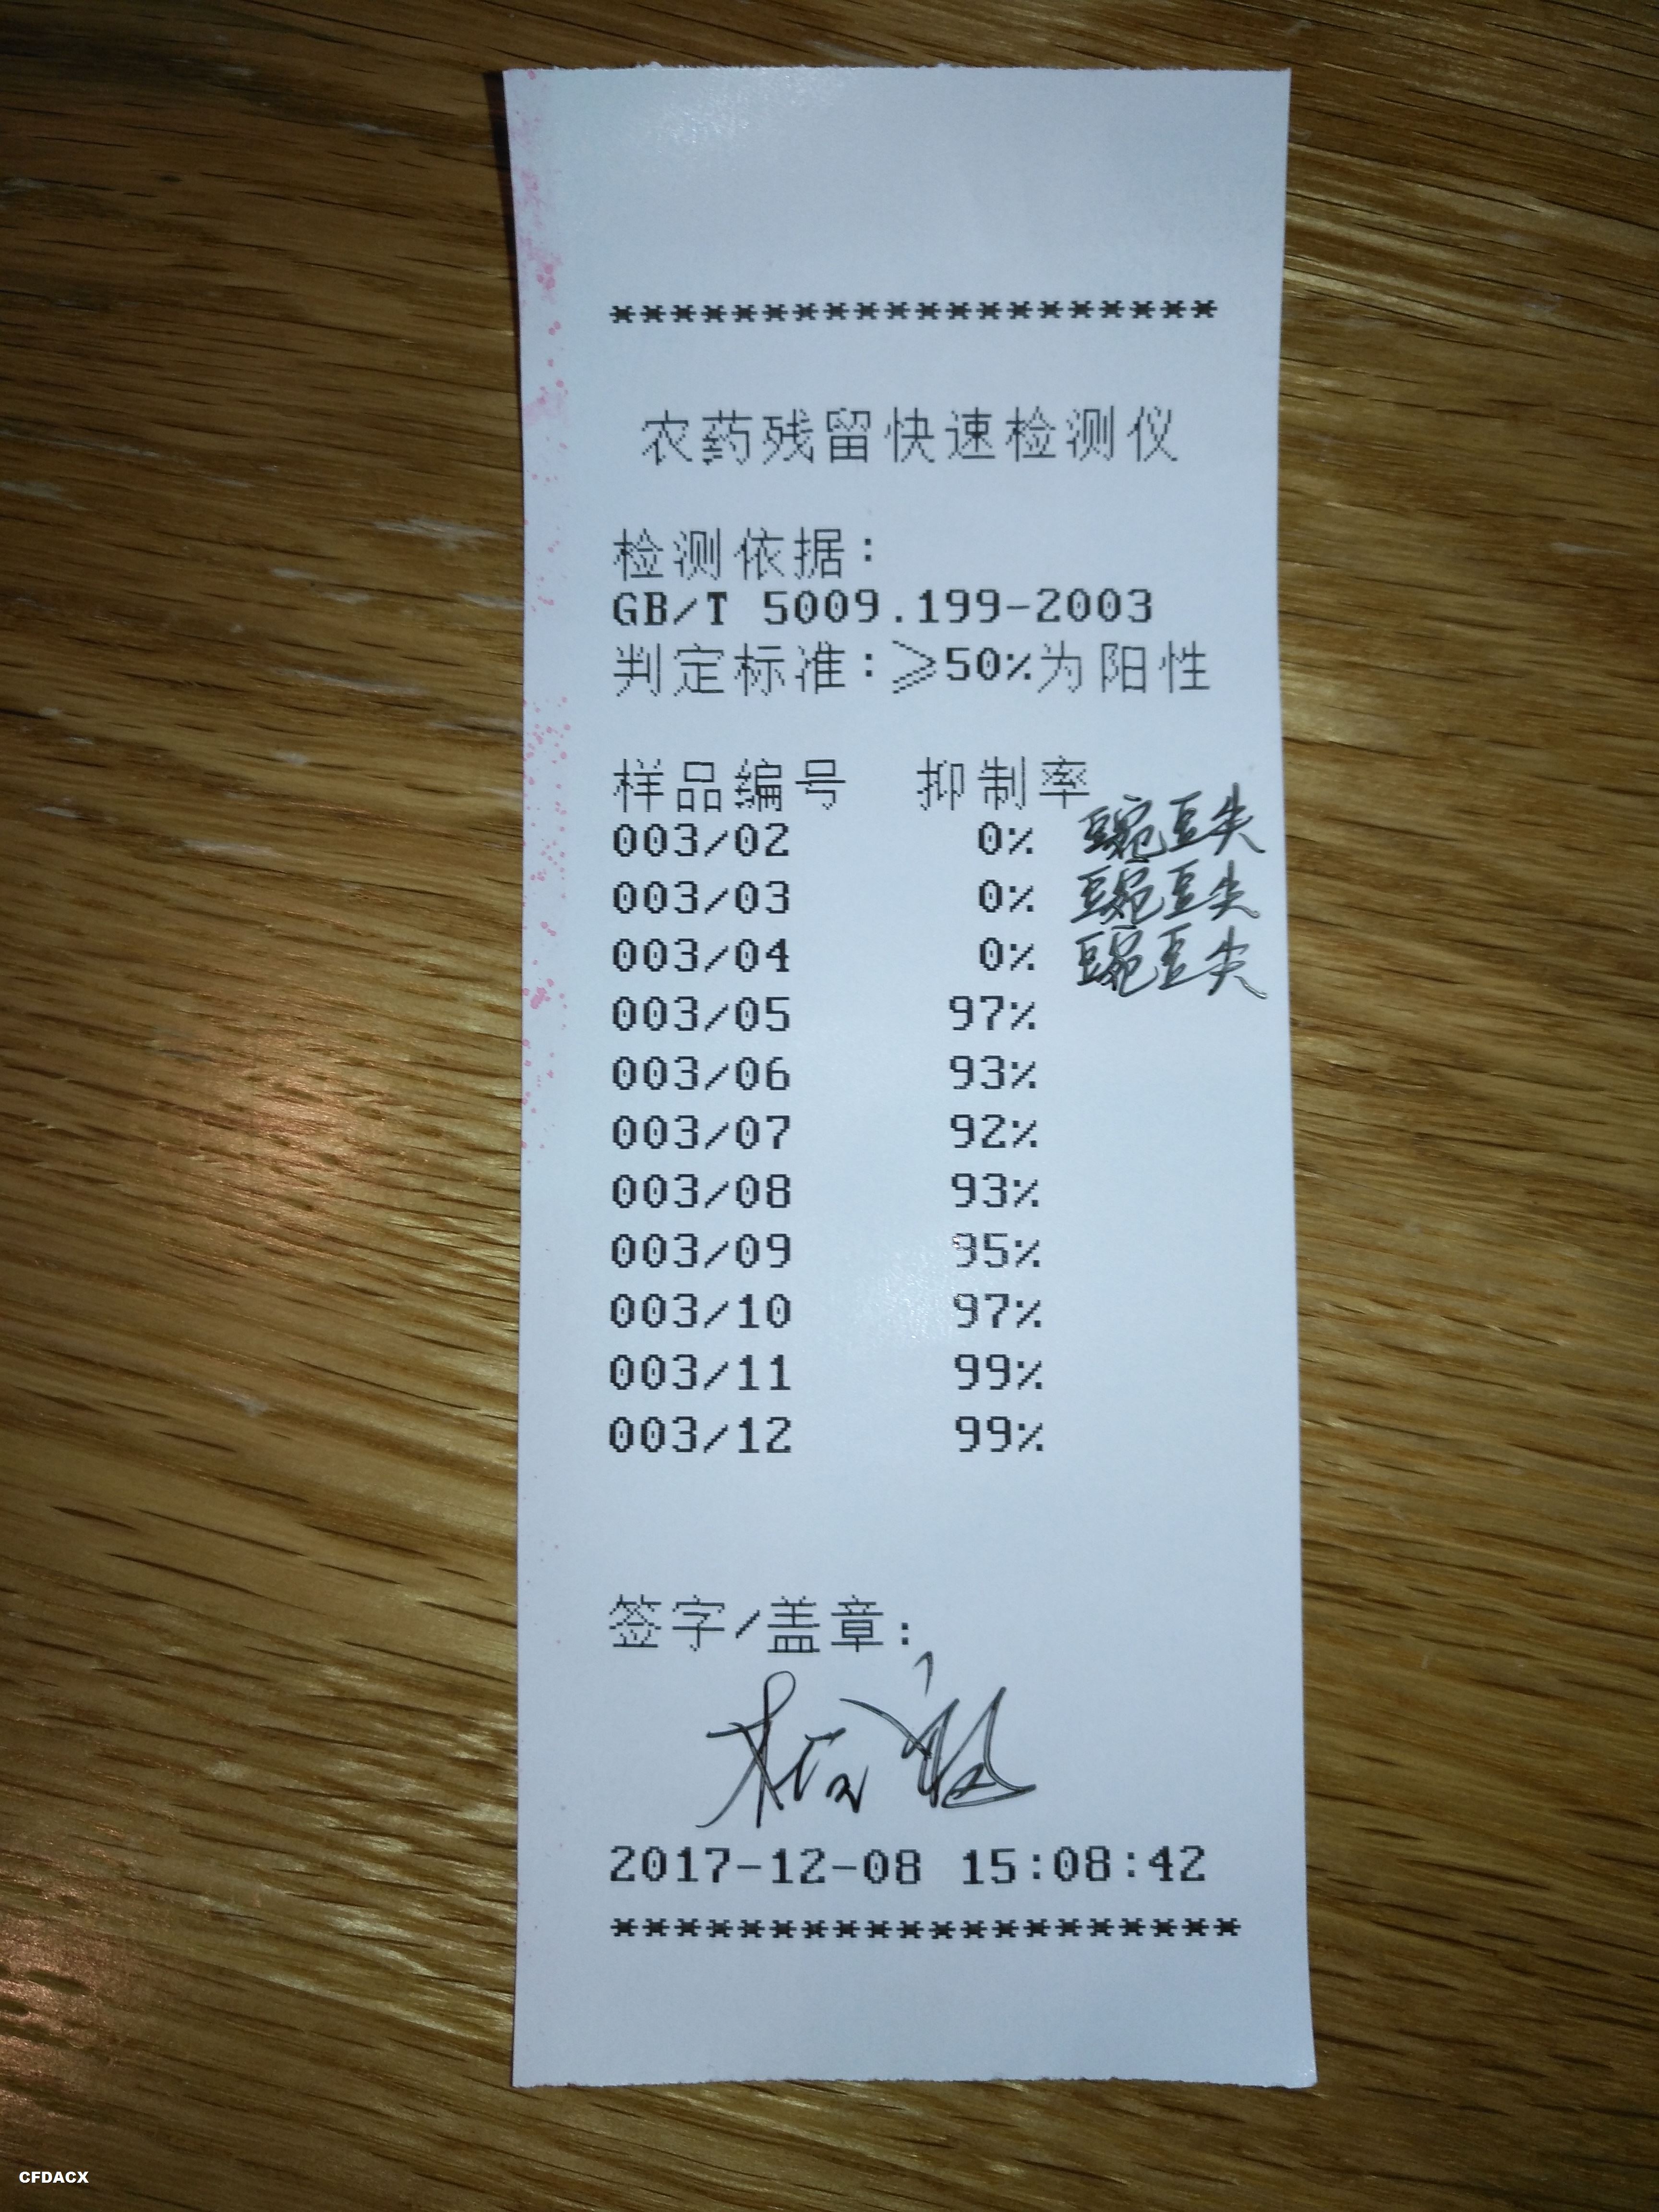 ********************
农药残留快速检测仪
检测依据:
GB/T 5009.199-2003
判定标准:≥50%为阳性
样品编号 抑制率
003/02 0% 豌豆尖
003/03 0% 豌豆尖
003/04 0% 豌豆尖
003/05 97%
003/06 93%
003/07 92%
003/08 93%
003/09 95%
003/10 97%
003/11 99%
003/12 99%
签字/盖章:
2017-12-08 15:08:42
********************
CFDACX